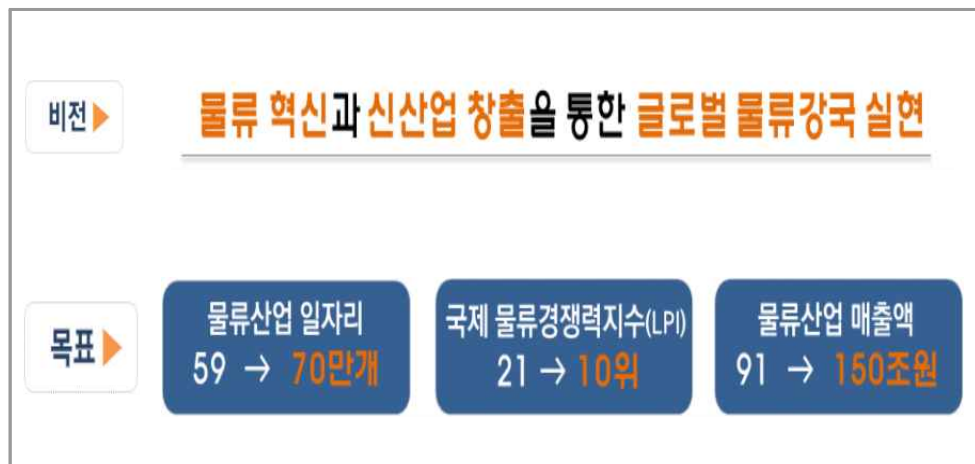 비전
물류 혁신과 신산업 창출을 통한 글로벌 물류강국 실현
목표
물류산업 일자리
59 → 70만개
국제 물류경쟁력지수(LPI)
21 → 10위
물류산업 매출액
91 → 150조원